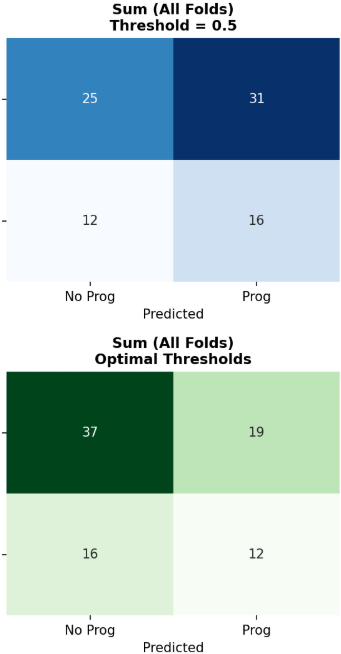 Sum (All Folds)
Threshold = 0.5
25 31
12 16
No Prog Prog
Predicted
Sum (All Folds)
Optimal Thresholds
37 19
16 12
No Prog Prog
Predicted